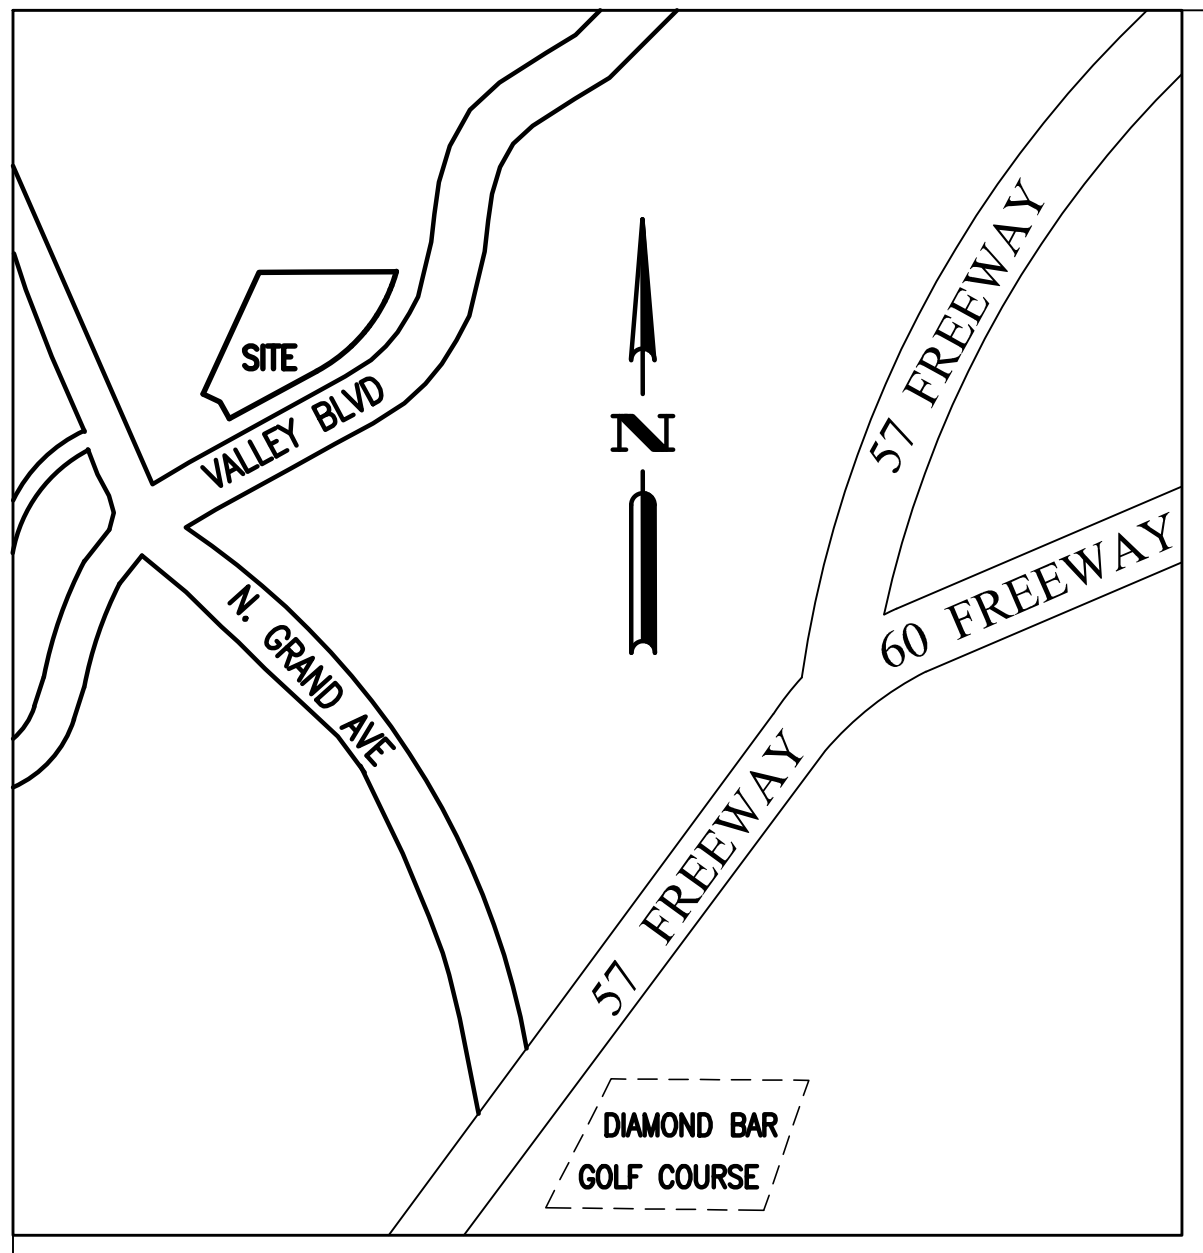 57 FREEWAY
SITE
VALLEY BLVD
N
60 FREEWAY
N. GRAND AVE
57 FREEWAY
DIAMOND BAR
GOLF COURSE